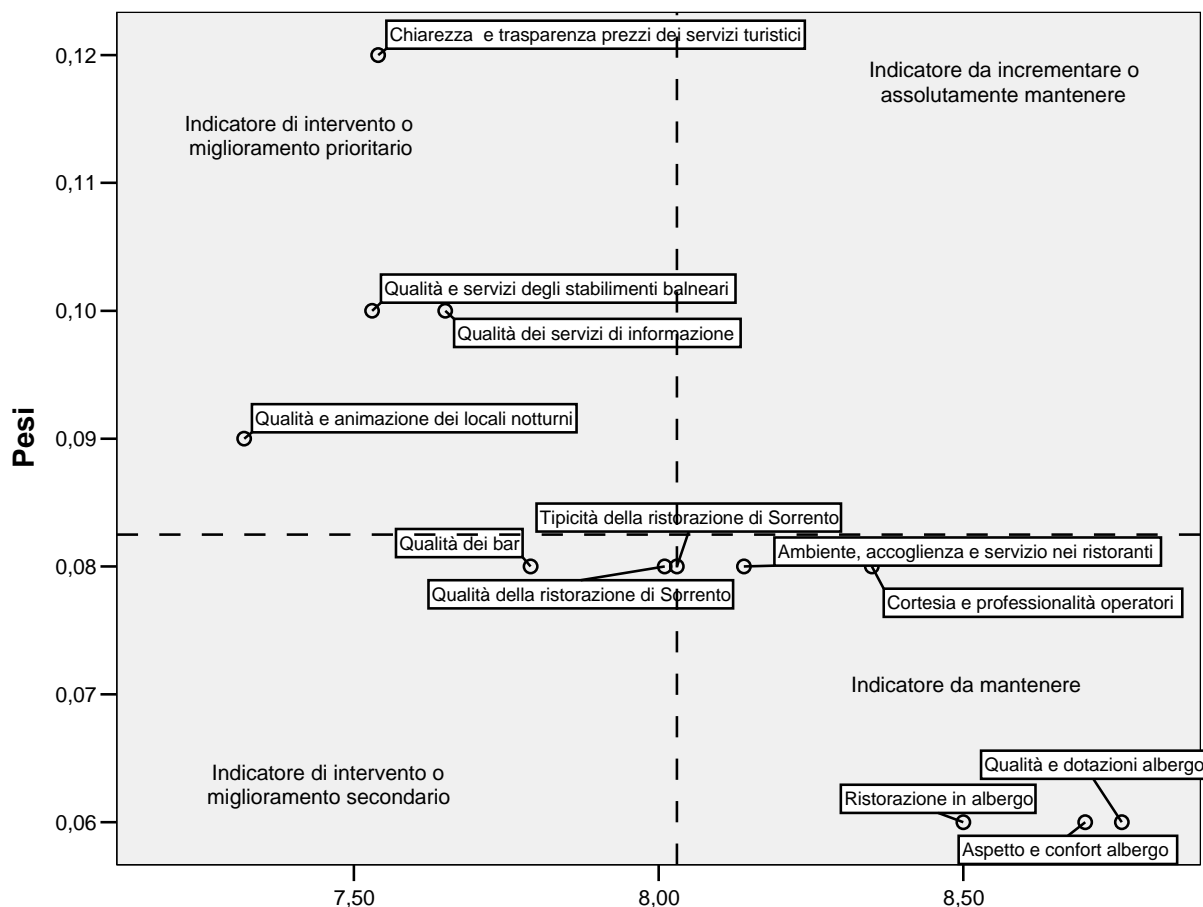 Chiarezza e trasparenza prezzi dei servizi turistici
0,12
Indicatore da incrementare o
assolutamente mantenere
Indicatore di intervento o
miglioramento prioritario
0,11
Qualità e servizi degli stabilimenti balneari
0,10
Qualità dei servizi di informazione
Qualità e animazione dei locali notturni
0,09
Pesi
Tipicità della ristorazione di Sorrento
Qualità dei bar
Ambiente, accoglienza e servizio nei ristoranti
0,08
Qualità della ristorazione di Sorrento
Cortesia e professionalità operatori
Indicatore da mantenere
0,07
Indicatore di intervento o
miglioramento secondario
Qualità e dotazioni albergo
Ristorazione in albergo
0,06
Aspetto e confort albergo
7,50
8,00
8,50